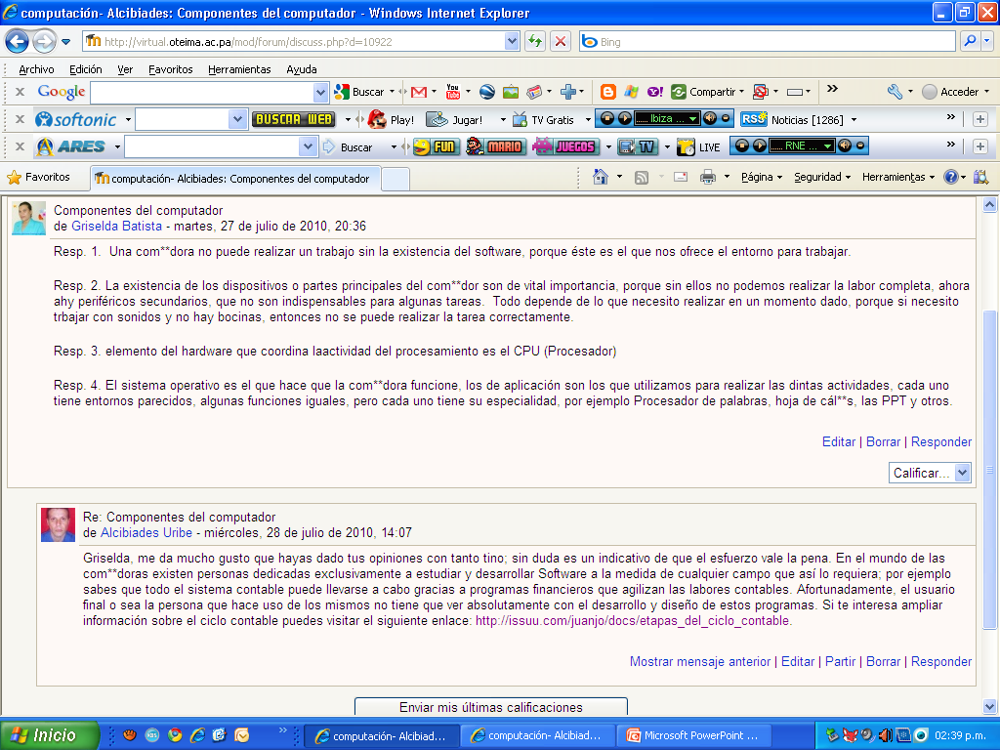 computación- Alcibiades: Componentes del computador - Windows Internet Explorer
http://virtual.oteima.ac.pa/mod/forum/discuss.php?d=10922
Bing
Archivo Edición Ver Favoritos Herramientas Ayuda
Google Buscar Compartir Acceder
softonic BUSCAR WEB Play! Jugar! TV Gratis Ibiza ... RSS Noticias [1286]
ARES Buscar FUN MARIO JUEGOS TV LIVE RNE ...
Favoritos computación- Alcibiades: Componentes del computador Página Seguridad Herramientas
Componentes del computador
de Griselda Batista - martes, 27 de julio de 2010, 20:36
Resp. 1. Una com**dora no puede realizar un trabajo sin la existencia del software, porque éste es el que nos ofrece el entorno para trabajar.
Resp. 2. La existencia de los dispositivos o partes principales del com**dor son de vital importancia, porque sin ellos no podemos realizar la labor completa, ahora
ahy periféricos secundarios, que no son indispensables para algunas tareas. Todo depende de lo que necesito realizar en un momento dado, porque si necesito
trbajar con sonidos y no hay bocinas, entonces no se puede realizar la tarea correctamente.
Resp. 3. elemento del hardware que coordina laactividad del procesamiento es el CPU (Procesador)
Resp. 4. El sistema operativo es el que hace que la com**dora funcione, los de aplicación son los que utilizamos para realizar las dintas actividades, cada uno
tiene entornos parecidos, algunas funciones iguales, pero cada uno tiene su especialidad, por ejemplo Procesador de palabras, hoja de cál**s, las PPT y otros.
Editar | Borrar | Responder
Calificar...
Re: Componentes del computador
de Alcibiades Uribe - miércoles, 28 de julio de 2010, 14:07
Griselda, me da mucho gusto que hayas dado tus opiniones con tanto tino; sin duda es un indicativo de que el esfuerzo vale la pena. En el mundo de las
com**doras existen personas dedicadas exclusivamente a estudiar y desarrollar Software a la medida de cualquier campo que así lo requiera; por ejemplo
sabes que todo el sistema contable puede llevarse a cabo gracias a programas financieros que agilizan las labores contables. Afortunadamente, el usuario
final o sea la persona que hace uso de los mismos no tiene que ver absolutamente con el desarrollo y diseño de estos programas. Si te interesa ampliar
información sobre el ciclo contable puedes visitar el siguiente enlace: http://issuu.com/juanjo/docs/etapas_del_ciclo_contable.
Mostrar mensaje anterior | Editar | Partir | Borrar | Responder
Enviar mis últimas calificaciones
Inicio computación- Alcibiad... computación- Alcibiad... Microsoft PowerPoint ... 02:39 p.m.